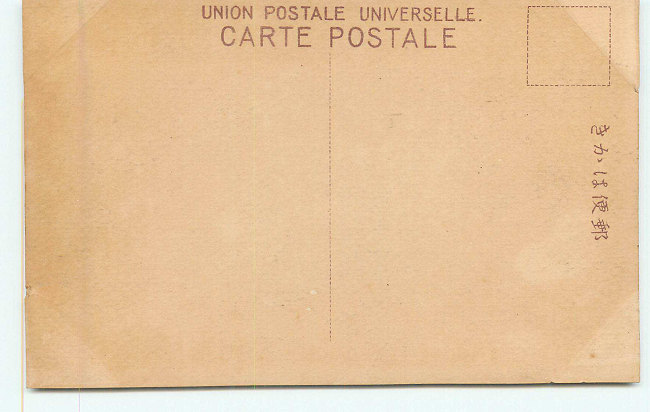 UNION POSTALE UNIVERSELLE.
CARTE POSTALE
きかは便郵